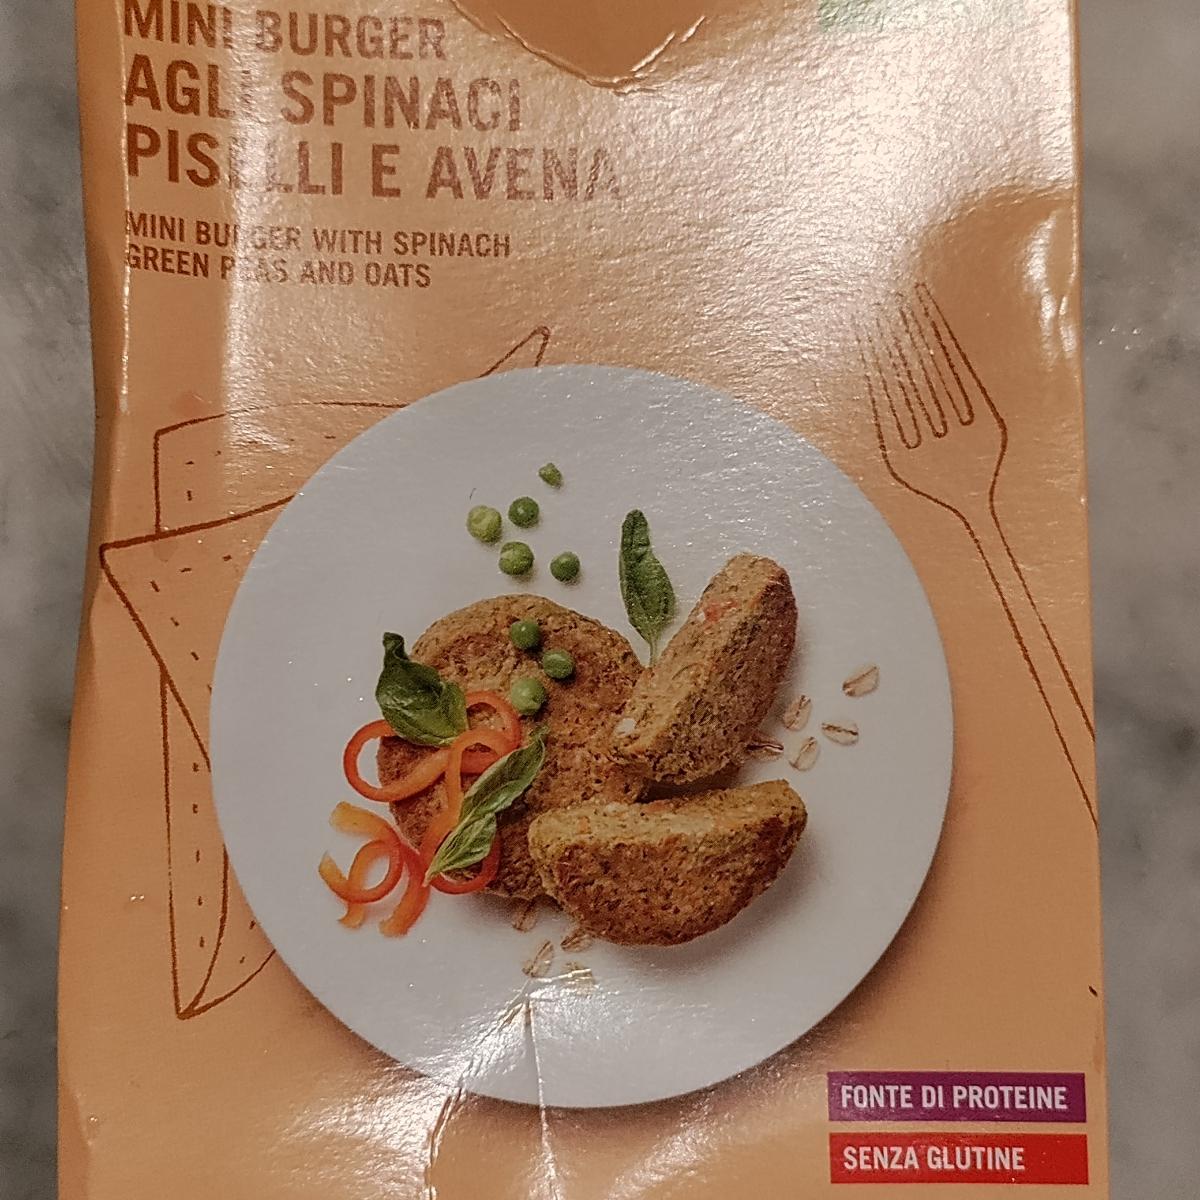 MINI BURGER
AGLI SPINACI
PISELLI E AVENA
MINI BURGER WITH SPINACH
GREEN PEAS AND OATS
FONTE DI PROTEINE
SENZA GLUTINE